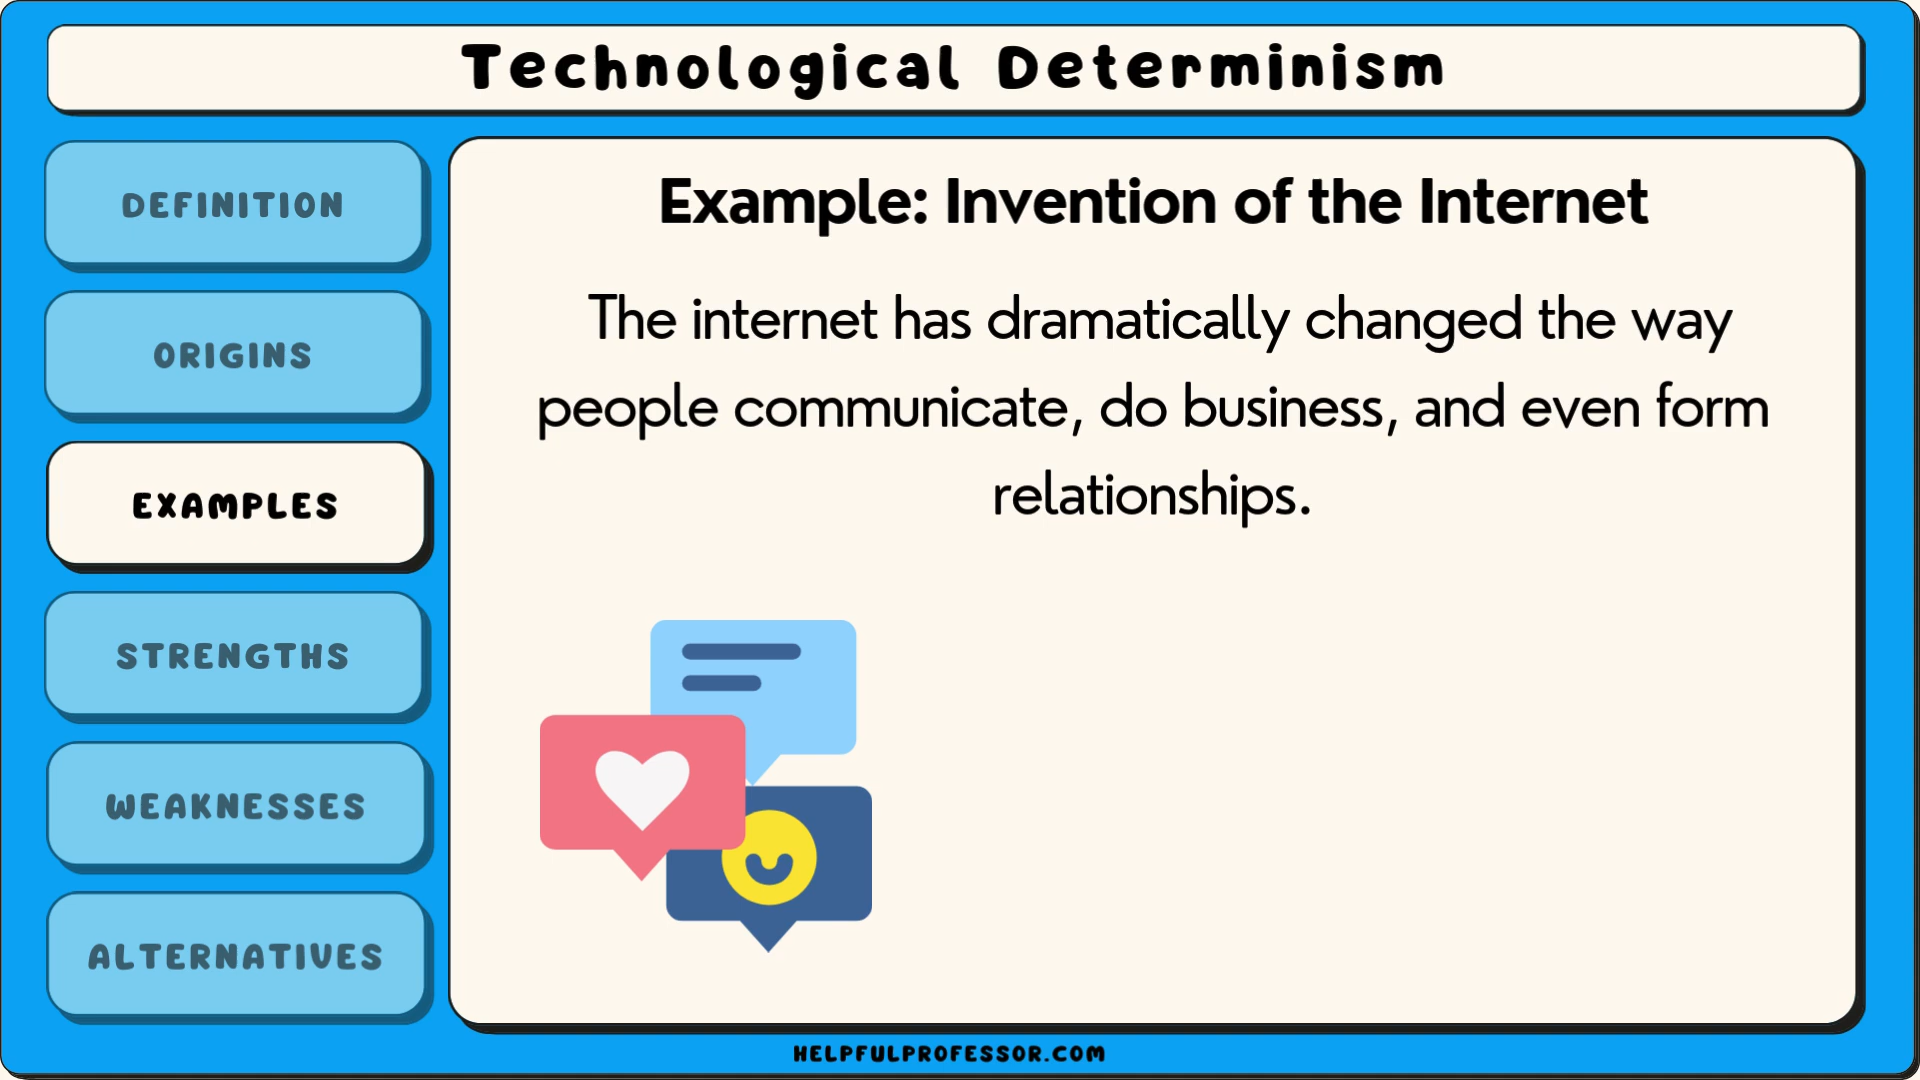 Technological Determinism
DEFINITION
ORIGINS
EXAMPLES
STRENGTHS
WEAKNESSES
ALTERNATIVES
Example: Invention of the Internet
The internet has dramatically changed the way
people communicate, do business, and even form
relationships.
HELPFULPROFESSOR.COM